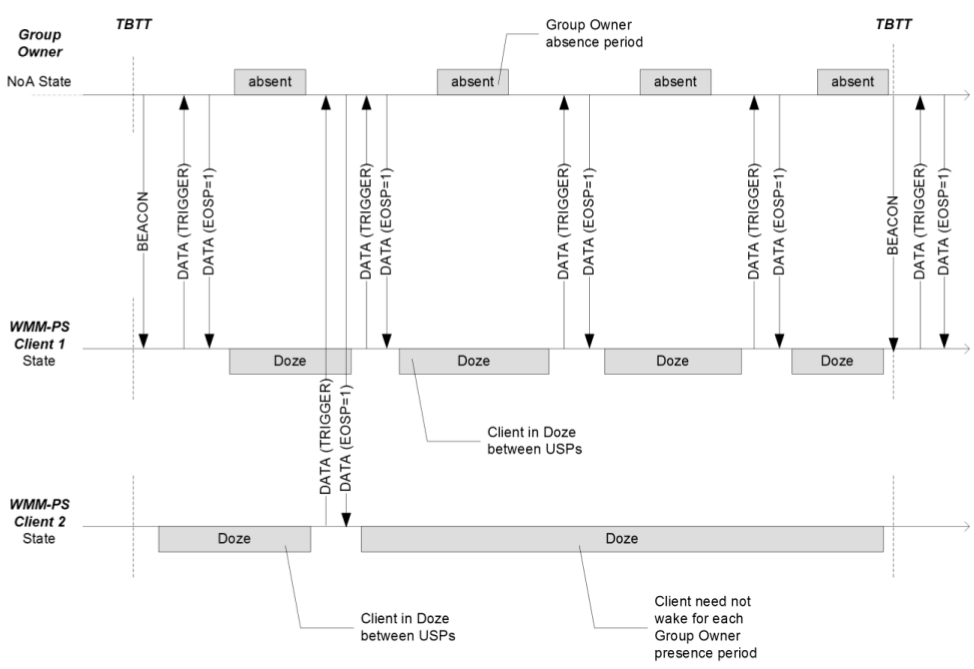 TBTT
TBTT
Group
Owner
NoA State
Group Owner
absence period
absent
absent
absent
absent
BEACON
DATA (TRIGGER)
DATA (EOSP=1)
DATA (TRIGGER)
DATA (EOSP=1)
DATA (TRIGGER)
DATA (EOSP=1)
DATA (TRIGGER)
DATA (EOSP=1)
BEACON
DATA (TRIGGER)
DATA (EOSP=1)
WMM-PS
Client 1
State
Doze
Doze
Doze
Doze
DATA (TRIGGER)
DATA (EOSP=1)
Client in Doze
between USPs
WMM-PS
Client 2
State
Doze
Doze
Client in Doze
between USPs
Client need not
wake for each
Group Owner
presence period